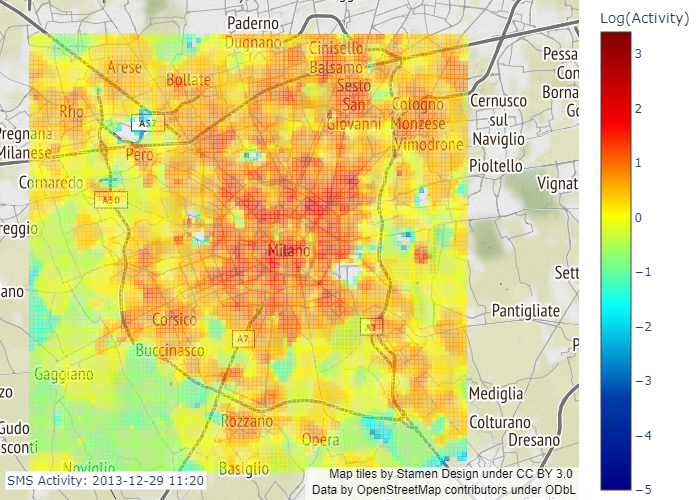 Log(Activity)
Paderno
Dugnano
Cinisello
Balsamo
Arese
Bollate
Sesto
San
Giovanni
Cologno
Monzese
Vimodrone
Pessa
Con
Borna
Go
Rho
A52
Cernusco
sul
Naviglio
Pregnana
Milanese
Pero
Pioltello
Cornaredo
A50
Vignat
reggio
Milano
Sett
ano
Pantigliate
Corsico
A7
Buccinasco
P
Gaggiano
zo
Mediglia
Rozzano
Colturano
Gudo
sconti
Opera
Dresano
Noviglio
Basiglio
SMS Activity: 2013-12-29 11:20
Map tiles by Stamen Design under CC BY 3.0
Data by OpenStreetMap contributors under ODbL
3
2
1
0
−1
−2
−3
−4
−5